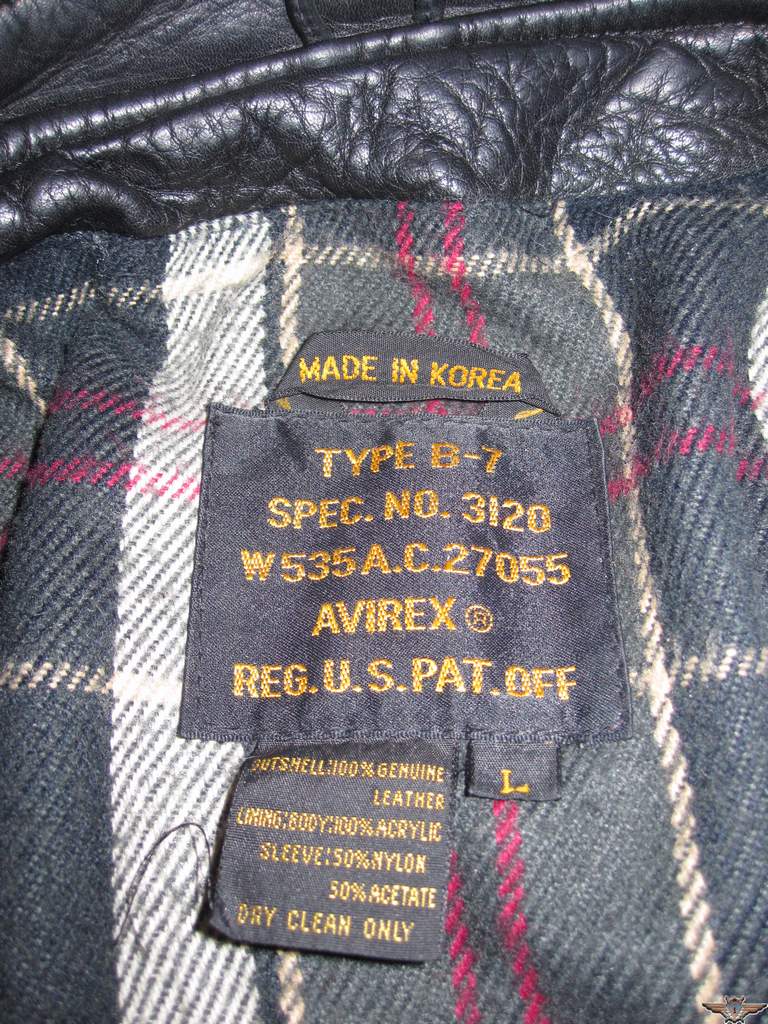 MADE IN KOREA
TYPE B-7
SPEC. NO. 3120
W535A.C.27055
AVIREX ®
REG.U.S.PAT.OFF
OUTSHELL:100% GENUINE
LEATHER
LINING:BODY:100% ACRYLIC
SLEEVE:50% NYLON
50% ACETATE
DRY CLEAN ONLY
L